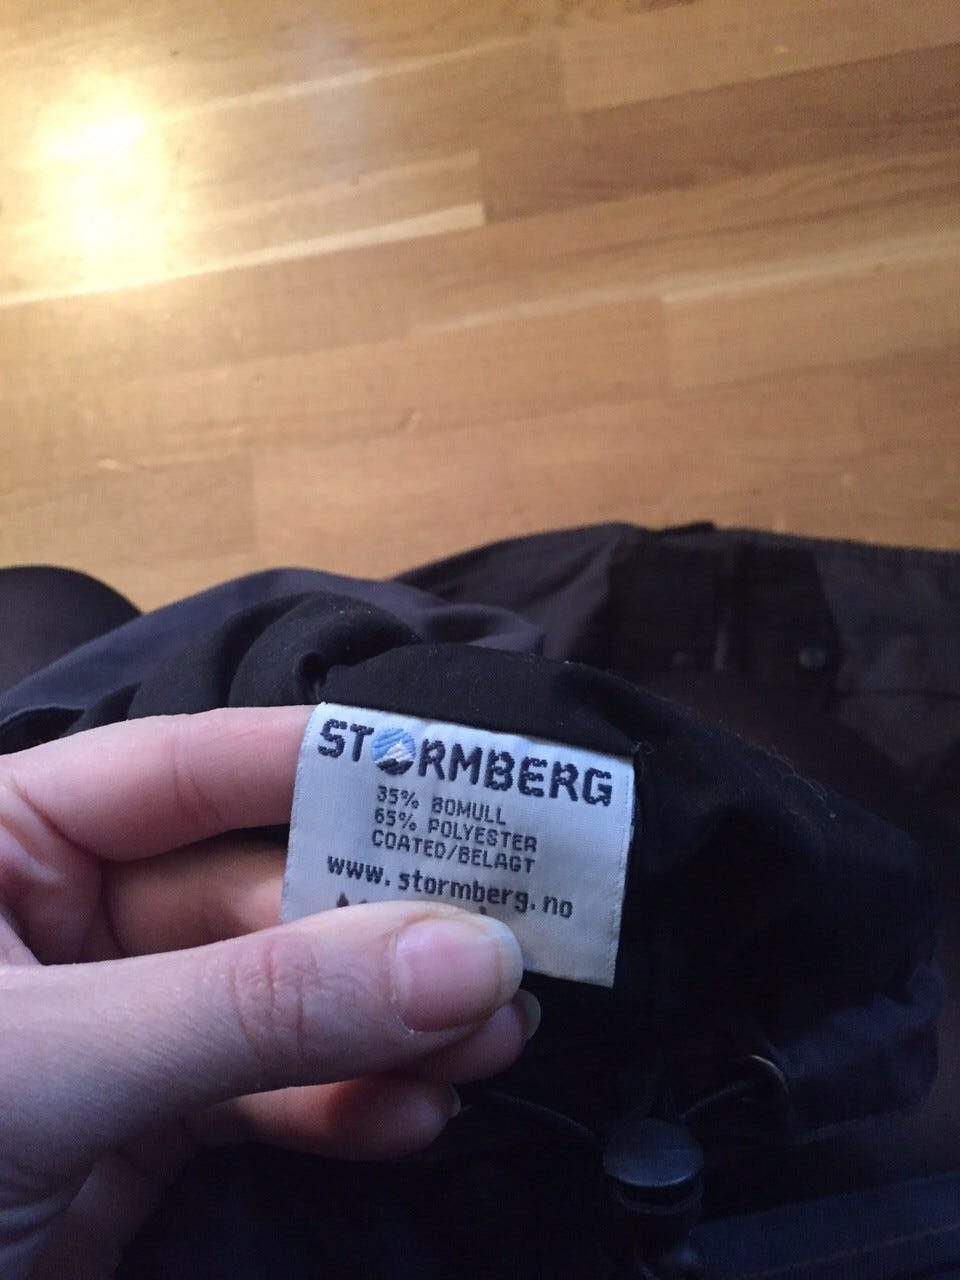 STORMBERG
35% BOMULL
65% POLYESTER
COATED/BELAGT
www.stormberg.no